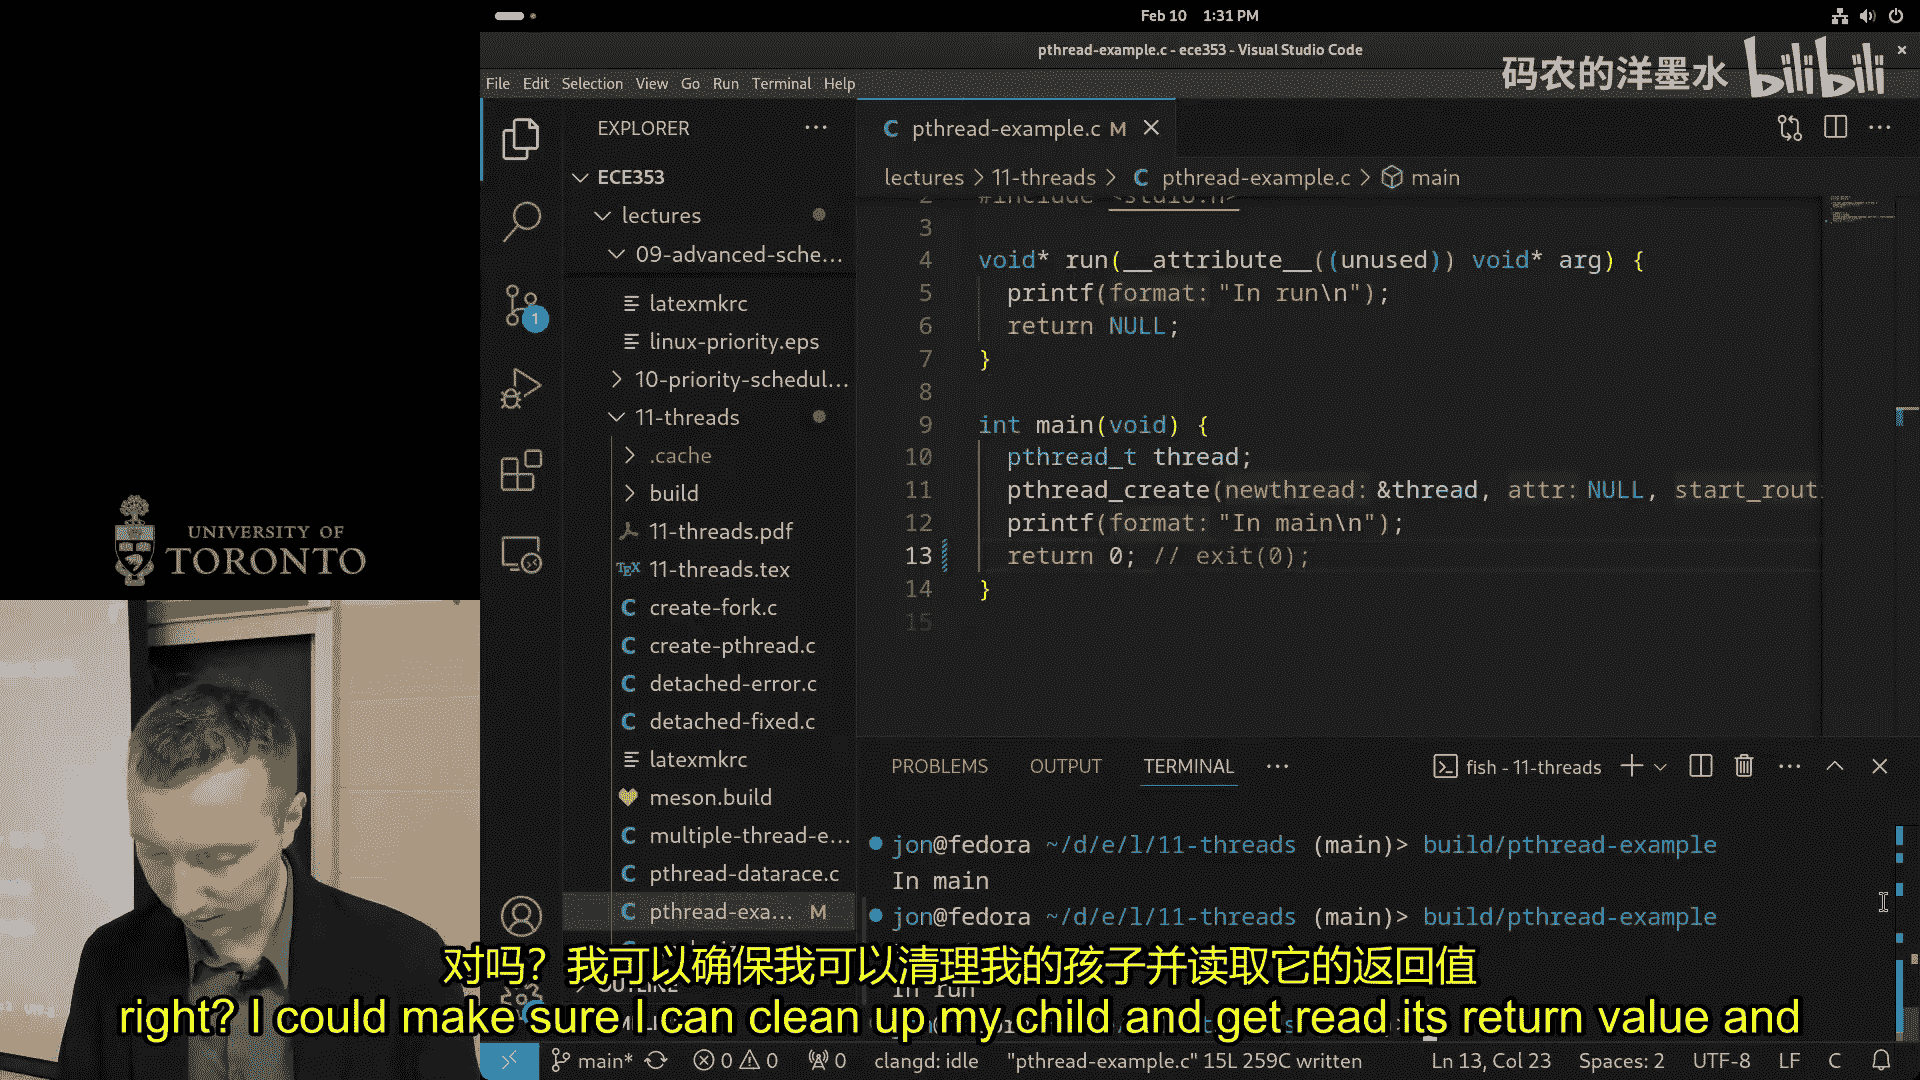 Feb 10 1:31 PM
pthread-example.c - ece353 - Visual Studio Code
码农的洋墨水 bilibili
File Edit Selection View Go Run Terminal Help
EXPLORER
ECE353
lectures
09-advanced-sche...
latexmkrc
linux-priority.eps
10-priority-schedul...
11-threads
.cache
build
11-threads.pdf
11-threads.tex
create-fork.c
create-pthread.c
detached-error.c
detached-fixed.c
latexmkrc
meson.build
multiple-thread-e...
pthread-datarace.c
pthread-exa... M
OUTLINE
pthread-example.c M
lectures > 11-threads > C pthread-example.c > main
2 #include <stdio.h>
3
4 void* run(__attribute__((unused)) void* arg) {
5 printf(format: "In run\n");
6 return NULL;
7 }
8
9 int main(void) {
10 pthread_t thread;
11 pthread_create(newthread: &thread, attr: NULL, start_rout
12 printf(format: "In main\n");
13 return 0; // exit(0);
14 }
15
PROBLEMS OUTPUT TERMINAL
fish - 11-threads
jon@fedora ~/d/e/l/11-threads (main)> build/pthread-example
In main
jon@fedora ~/d/e/l/11-threads (main)> build/pthread-example
In run
UNIVERSITY OF
TORONTO
对吗？我可以确保我可以清理我的孩子并读取它的返回值
right? I could make sure I can clean up my child and get read its return value and
main* 0 0 0 clangd: idle "pthread-example.c" 15L 259C written Ln 13, Col 23 Spaces: 2 UTF-8 LF C
1